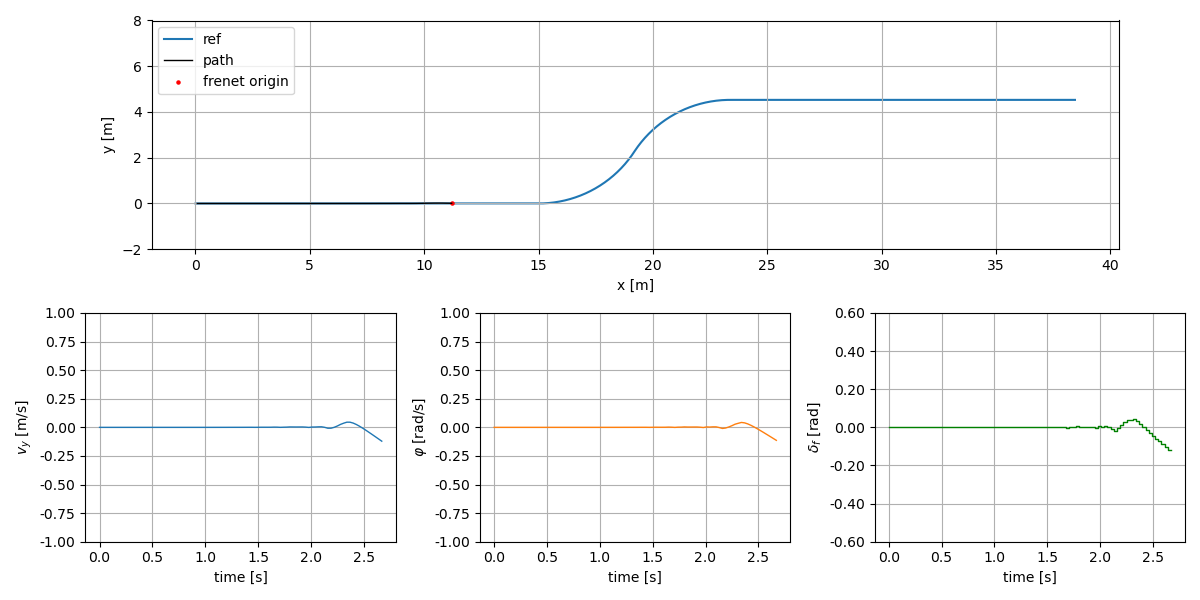 8
6
4
2
0
−2
y [m]
ref
path
frenet origin
0 5 10 15 20 25 30 35 40
x [m]
1.00
0.75
0.50
0.25
0.00
-0.25
-0.50
-0.75
-1.00
v_y [m/s]
0.0 0.5 1.0 1.5 2.0 2.5
time [s]
1.00
0.75
0.50
0.25
0.00
-0.25
-0.50
-0.75
-1.00
φ [rad/s]
0.0 0.5 1.0 1.5 2.0 2.5
time [s]
0.60
0.40
0.20
0.00
-0.20
-0.40
-0.60
δ_f [rad]
0.0 0.5 1.0 1.5 2.0 2.5
time [s]